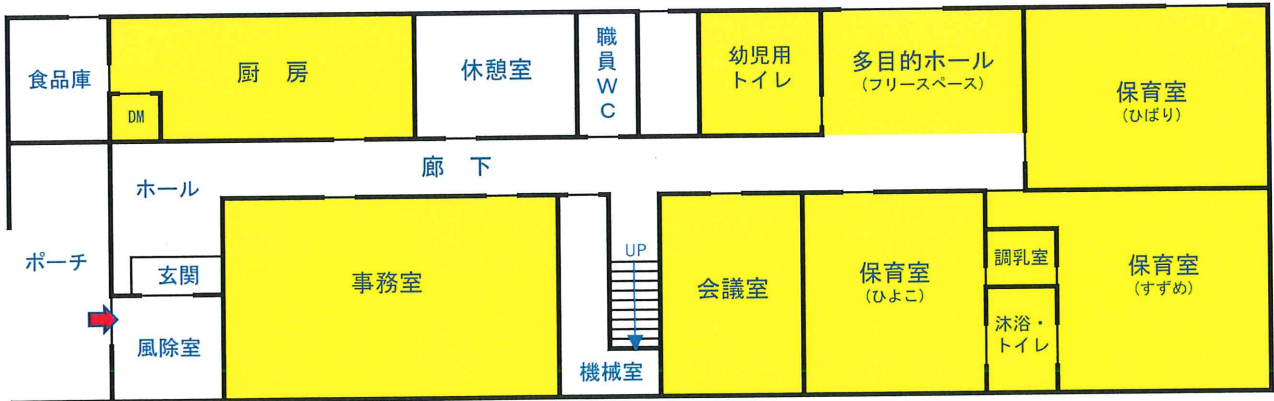 食品庫
厨　房
DM
休憩室
職員WC
幼児用
トイレ
多目的ホール
(フリースペース)
保育室
(ひばり)
廊　下
ホール
ポーチ
玄関
風除室
事務室
UP
機械室
会議室
保育室
(ひよこ)
調乳室
沐浴・
トイレ
保育室
(すずめ)